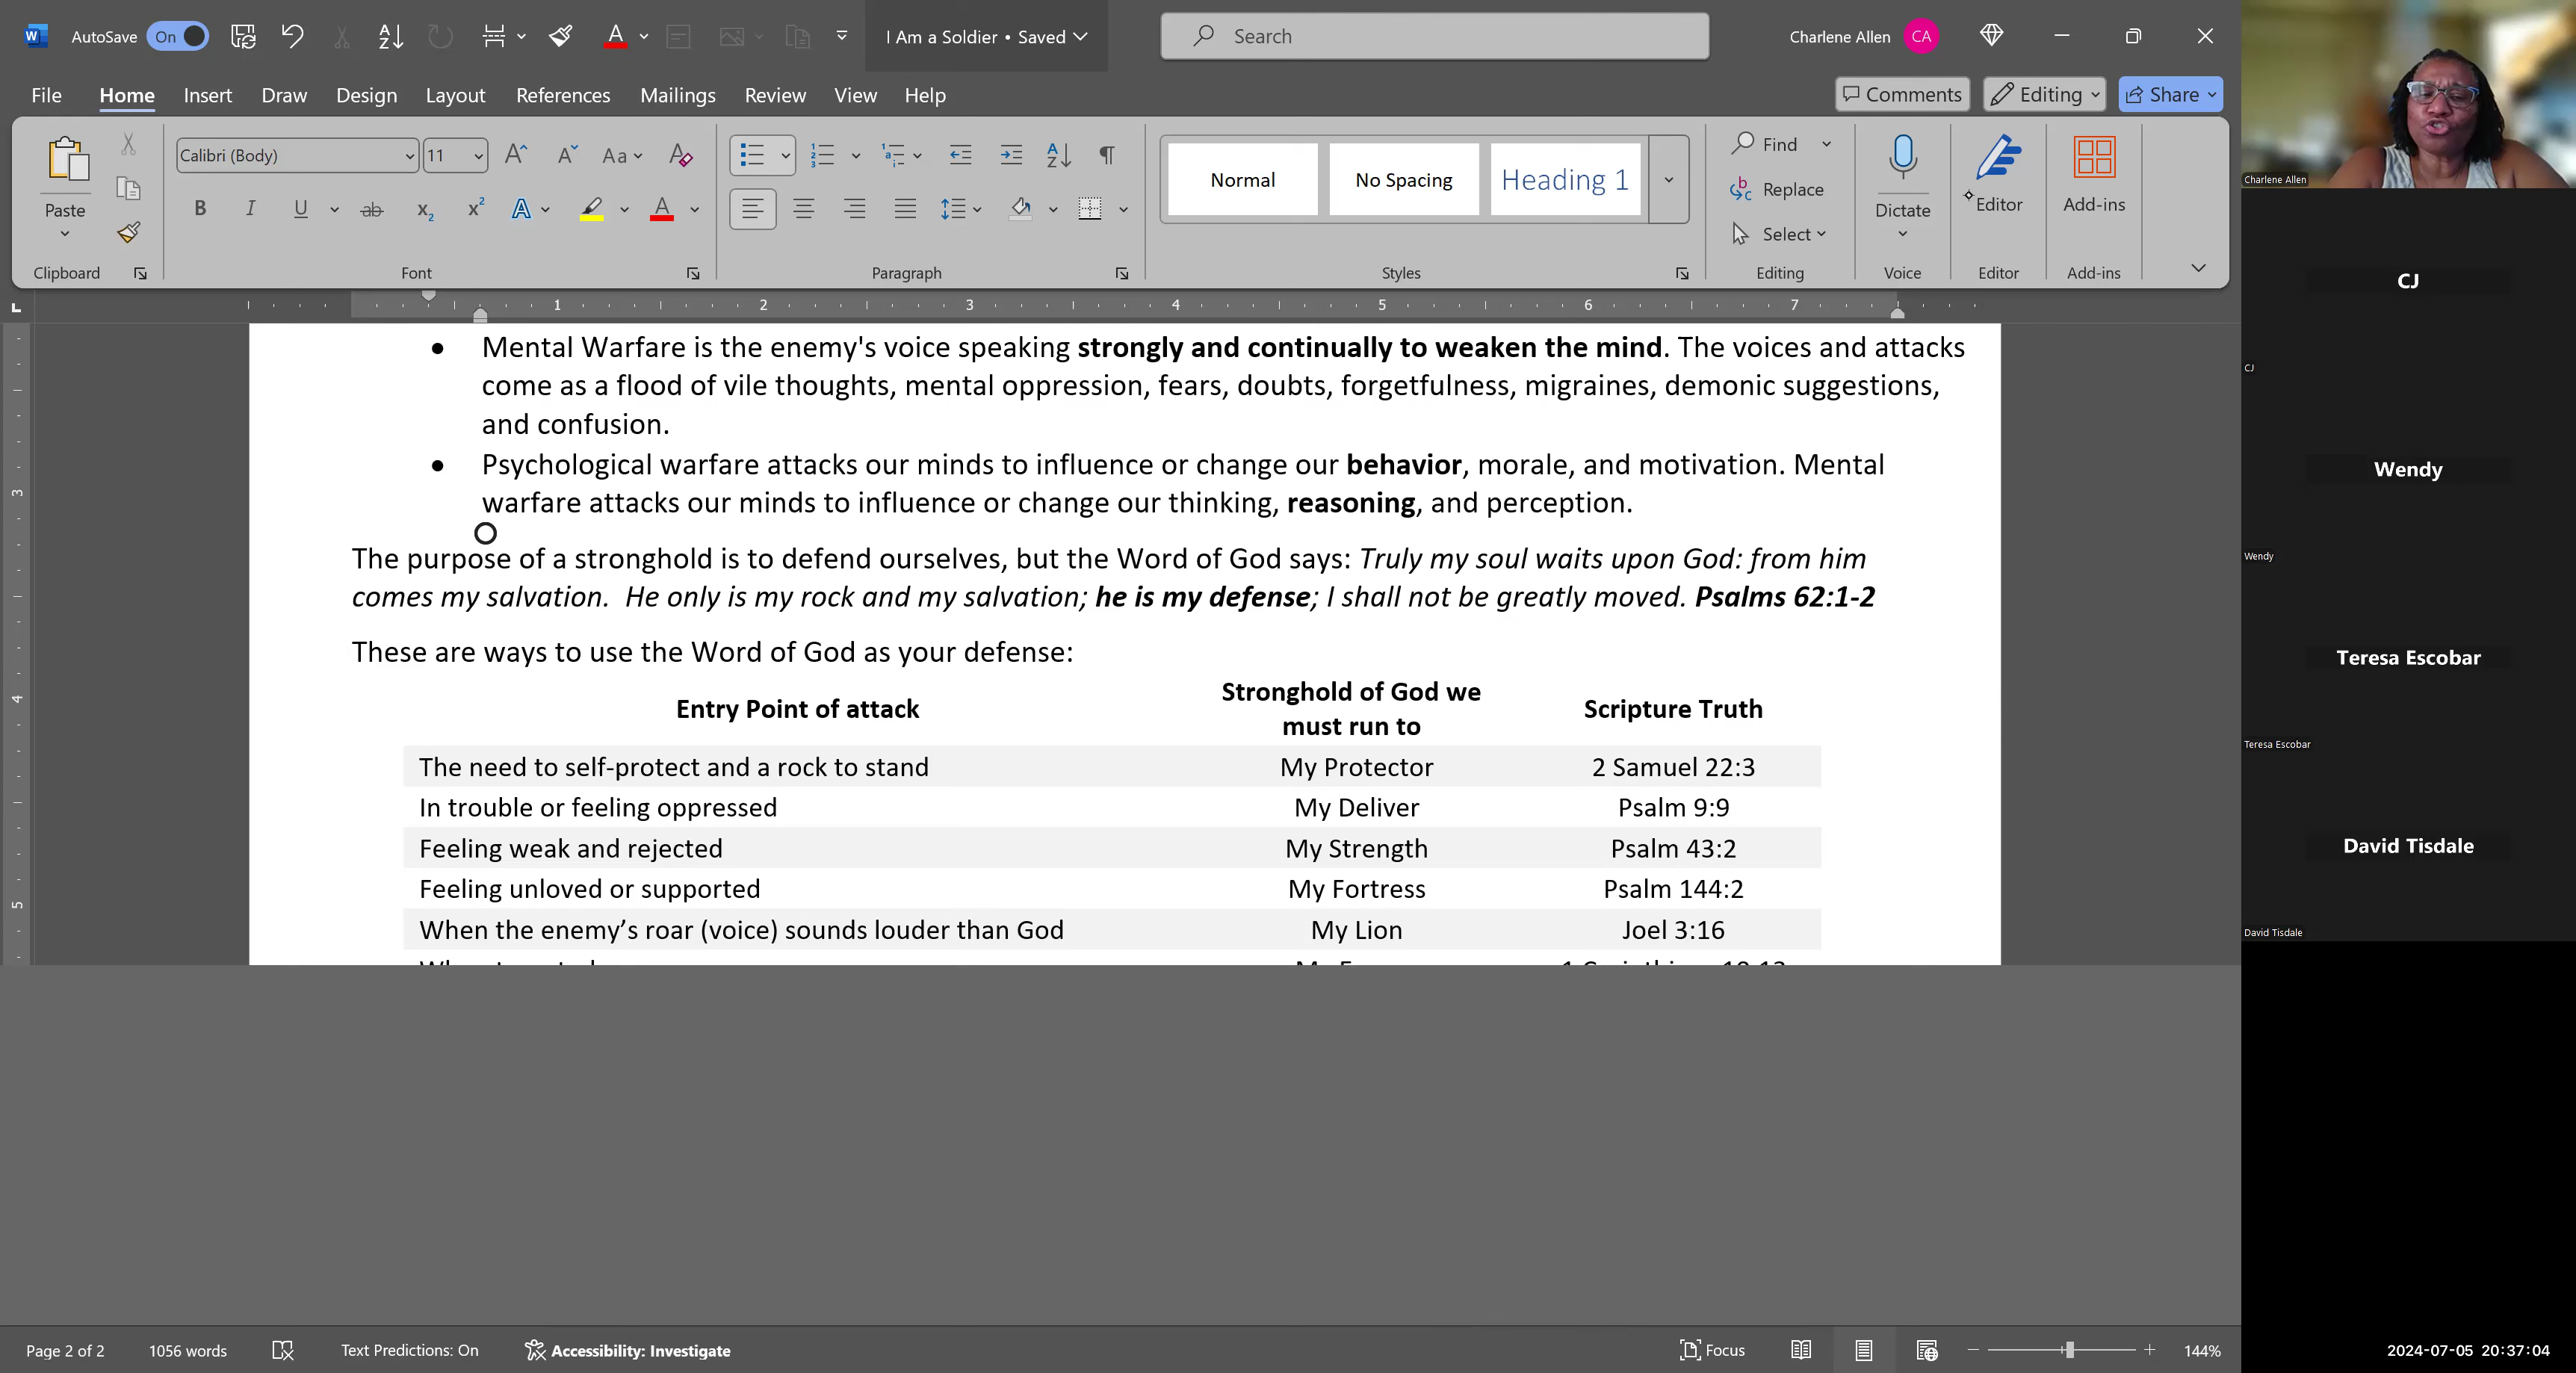 AutoSave On I Am a Soldier • Saved Search Charlene Allen CA
File Home Insert Draw Design Layout References Mailings Review View Help Comments Editing Share
Paste
Clipboard
Calibri (Body) 11
Font
Paragraph
Normal No Spacing Heading 1
Styles
Find
Replace
Select
Editing
Dictate
Voice
Editor
Editor
Add-ins
Add-ins
1 2 3 4 5 6 7
3
4
5
• Mental Warfare is the enemy's voice speaking strongly and continually to weaken the mind. The voices and attacks
come as a flood of vile thoughts, mental oppression, fears, doubts, forgetfulness, migraines, demonic suggestions,
and confusion.
• Psychological warfare attacks our minds to influence or change our behavior, morale, and motivation. Mental
warfare attacks our minds to influence or change our thinking, reasoning, and perception.
The purpose of a stronghold is to defend ourselves, but the Word of God says: Truly my soul waits upon God: from him
comes my salvation. He only is my rock and my salvation; he is my defense; I shall not be greatly moved. Psalms 62:1-2
These are ways to use the Word of God as your defense:
Entry Point of attack Stronghold of God we must run to Scripture Truth
The need to self-protect and a rock to stand My Protector 2 Samuel 22:3
In trouble or feeling oppressed My Deliver Psalm 9:9
Feeling weak and rejected My Strength Psalm 43:2
Feeling unloved or supported My Fortress Psalm 144:2
When the enemy’s roar (voice) sounds louder than God My Lion Joel 3:16
Page 2 of 2 1056 words Text Predictions: On Accessibility: Investigate Focus 144%
Charlene Allen
CJ
CJ
Wendy
Wendy
Teresa Escobar
Teresa Escobar
David Tisdale
David Tisdale
2024-07-05 20:37:04